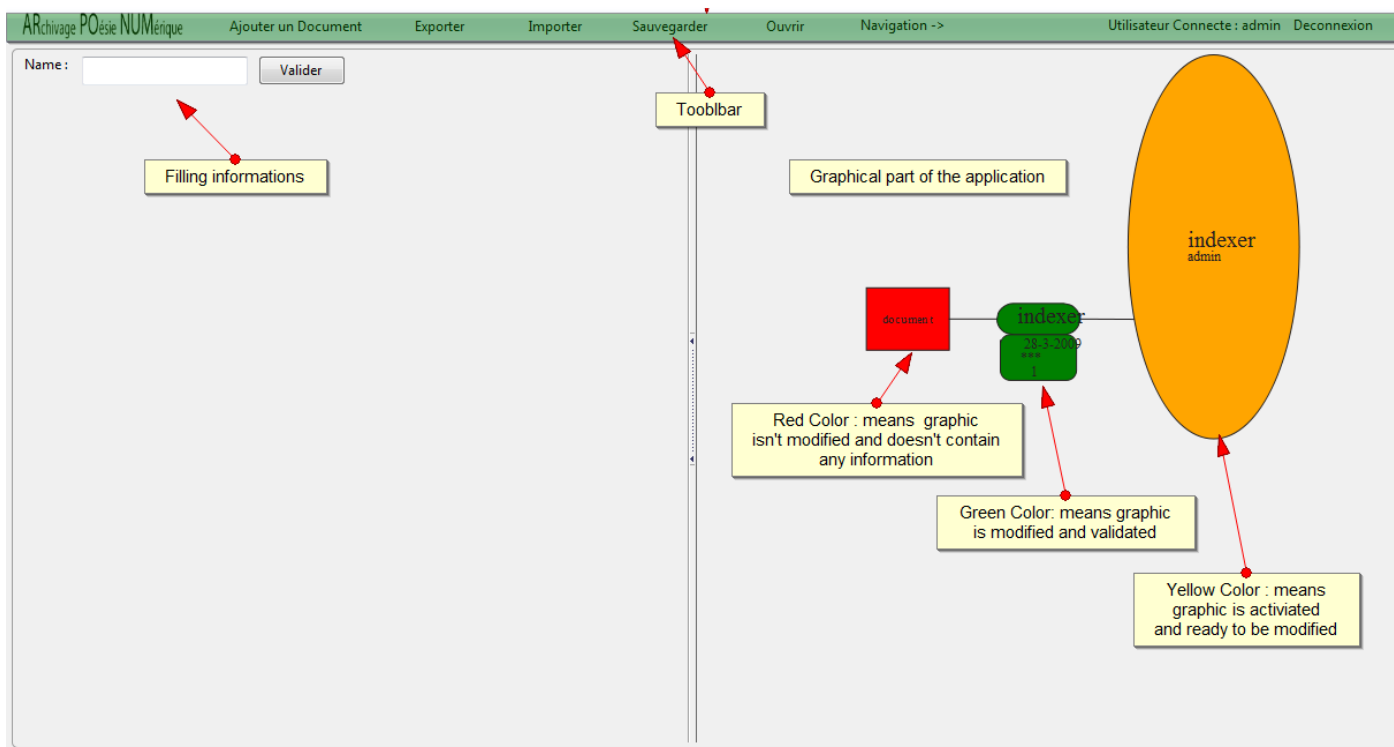 ARchivage POésie NUMérique Ajouter un Document Exporter Importer Sauvegarder Ouvrir Navigation -> Utilisateur Connecte : admin Deconnexion
Name : Valider
Tooblbar
Filling informations
Graphical part of the application
indexer
admin
document
indexer
28-3-2009
***
1
Red Color : means graphic
isn't modified and doesn't contain
any information
Green Color: means graphic
is modified and validated
Yellow Color : means
graphic is activiated
and ready to be modified